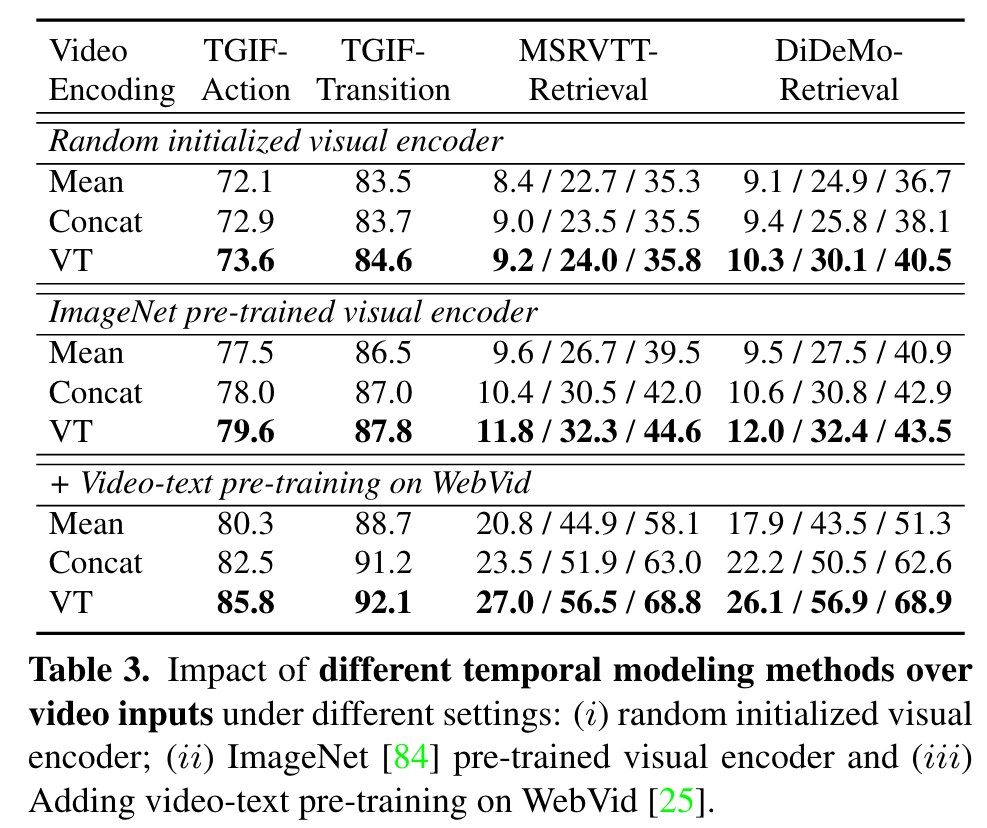 Video TGIF- TGIF- MSRVTT- DiDeMo-
Encoding Action Transition Retrieval Retrieval
Random initialized visual encoder
Mean 72.1 83.5 8.4 / 22.7 / 35.3 9.1 / 24.9 / 36.7
Concat 72.9 83.7 9.0 / 23.5 / 35.5 9.4 / 25.8 / 38.1
VT 73.6 84.6 9.2 / 24.0 / 35.8 10.3 / 30.1 / 40.5
ImageNet pre-trained visual encoder
Mean 77.5 86.5 9.6 / 26.7 / 39.5 9.5 / 27.5 / 40.9
Concat 78.0 87.0 10.4 / 30.5 / 42.0 10.6 / 30.8 / 42.9
VT 79.6 87.8 11.8 / 32.3 / 44.6 12.0 / 32.4 / 43.5
+ Video-text pre-training on WebVid
Mean 80.3 88.7 20.8 / 44.9 / 58.1 17.9 / 43.5 / 51.3
Concat 82.5 91.2 23.5 / 51.9 / 63.0 22.2 / 50.5 / 62.6
VT 85.8 92.1 27.0 / 56.5 / 68.8 26.1 / 56.9 / 68.9
Table 3. Impact of different temporal modeling methods over
video inputs under different settings: (i) random initialized visual
encoder; (ii) ImageNet [84] pre-trained visual encoder and (iii)
Adding video-text pre-training on WebVid [25].